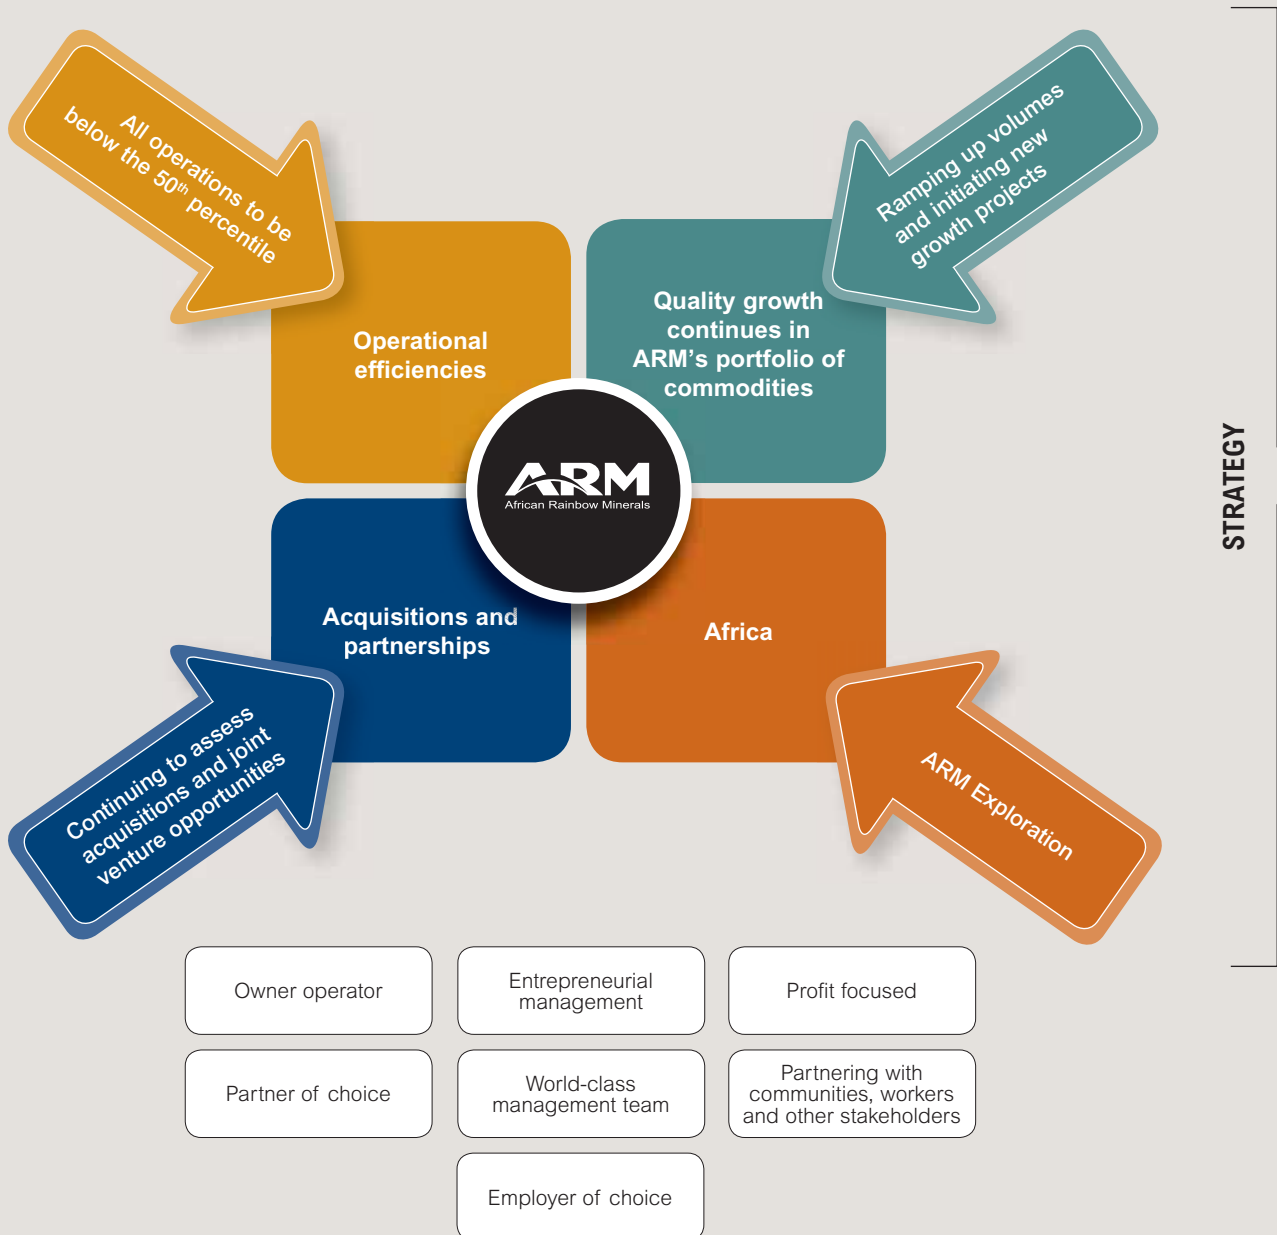 All operations to be
below the 50th percentile
Ramping up volumes
and initiating new
growth projects
Operational
efficiencies
Quality growth
continues in
ARM’s portfolio of
commodities
ARM
African Rainbow Minerals
STRATEGY
Acquisitions and
partnerships
Africa
Continuing to assess
acquisitions and joint
venture opportunities
ARM Exploration
Owner operator
Entrepreneurial
management
Profit focused
Partner of choice
World-class
management team
Partnering with
communities, workers
and other stakeholders
Employer of choice